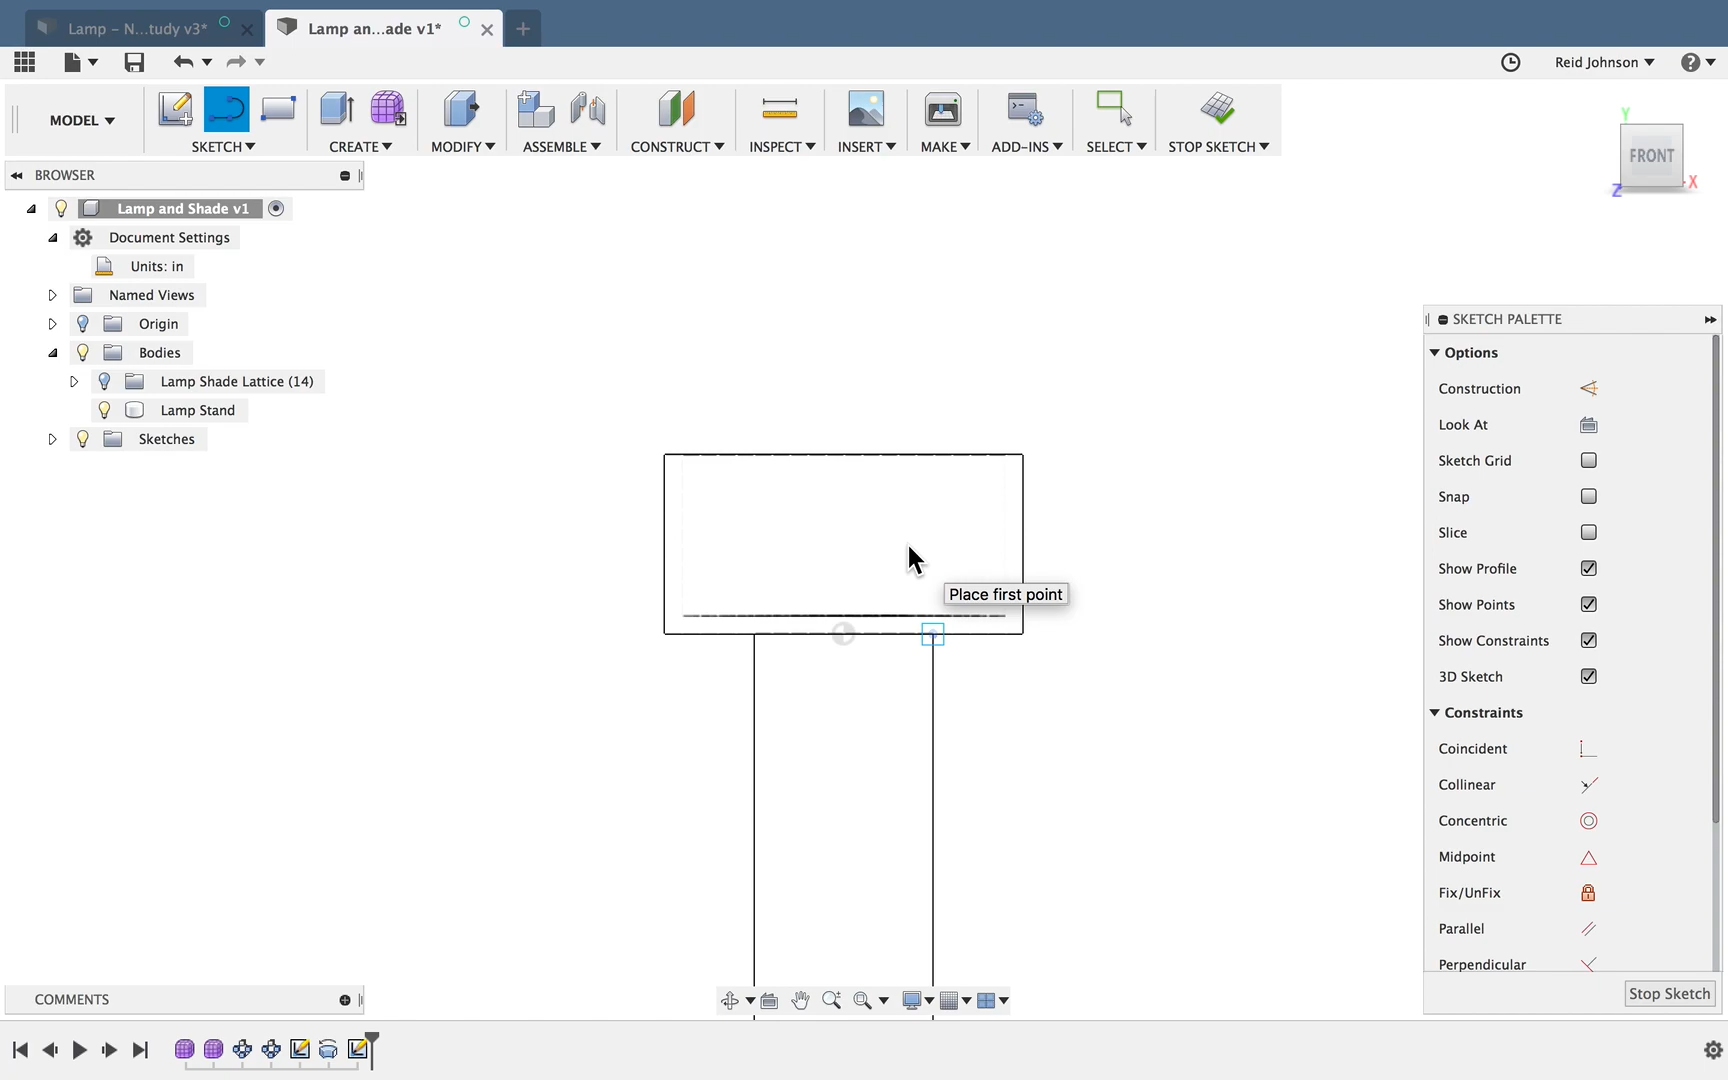 Lamp – N...tudy v3*
Lamp an...ade v1*
Reid Johnson
MODEL
SKETCH
CREATE
MODIFY
ASSEMBLE
CONSTRUCT
INSPECT
INSERT
MAKE
ADD-INS
SELECT
STOP SKETCH
Y
FRONT
X
Z
BROWSER
Lamp and Shade v1
Document Settings
Units: in
Named Views
Origin
Bodies
Lamp Shade Lattice (14)
Lamp Stand
Sketches
Place first point
SKETCH PALETTE
Options
Construction
Look At
Sketch Grid
Snap
Slice
Show Profile
Show Points
Show Constraints
3D Sketch
Constraints
Coincident
Collinear
Concentric
Midpoint
Fix/UnFix
Parallel
Perpendicular
Stop Sketch
COMMENTS